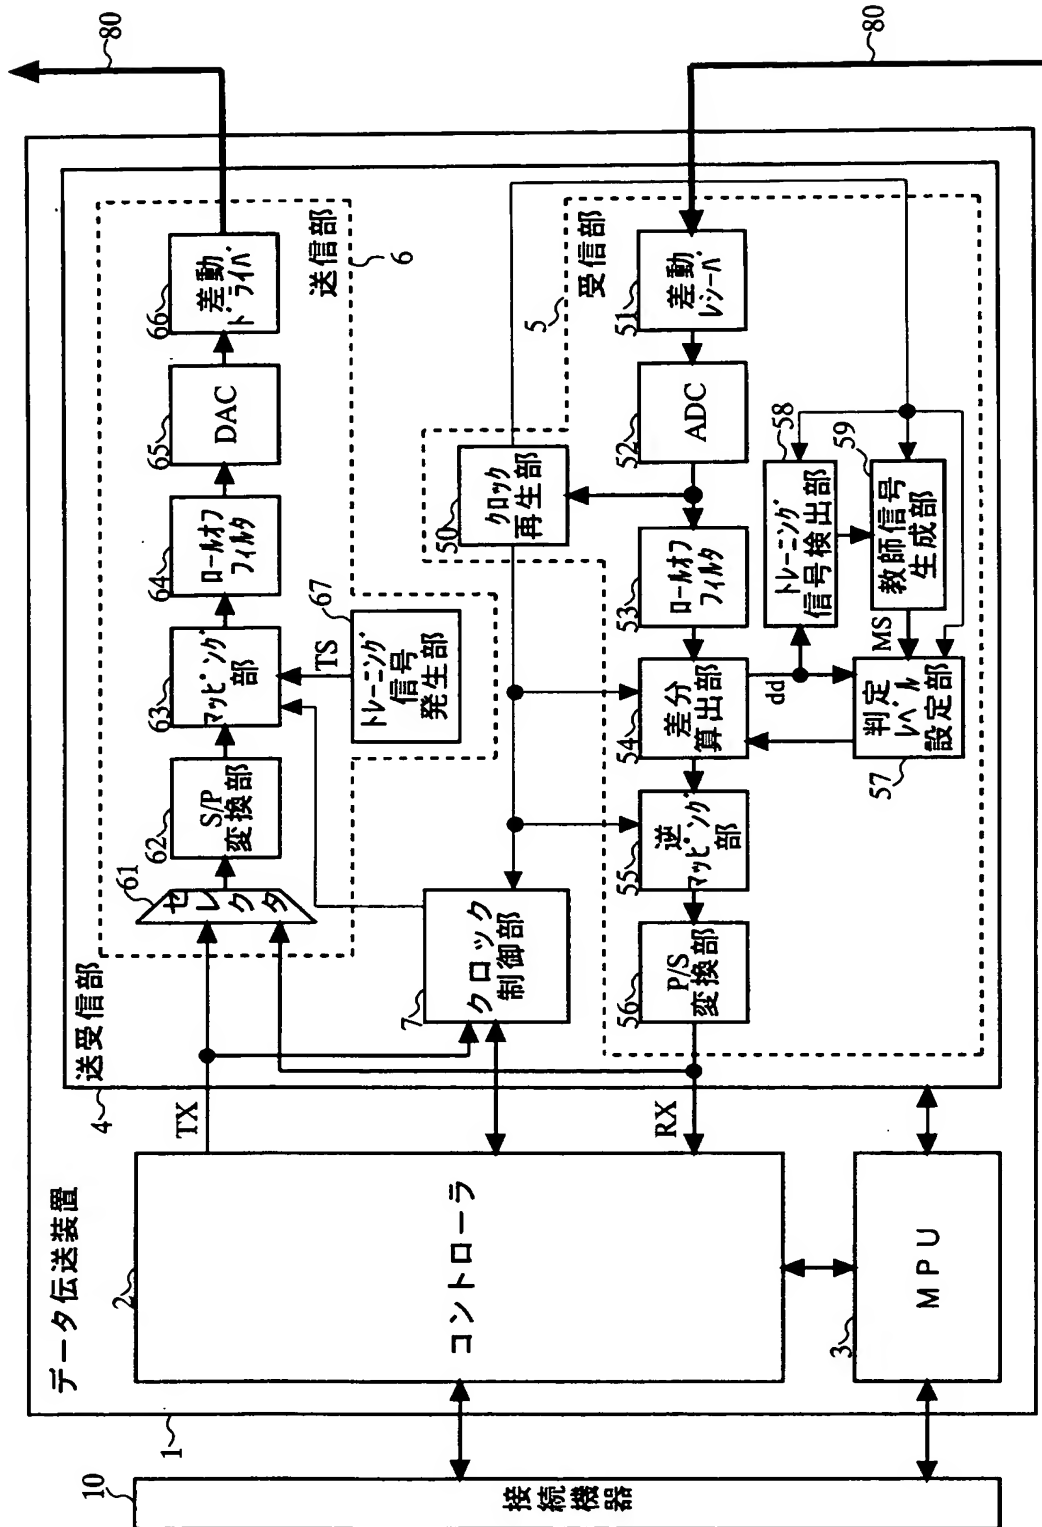 データ伝送装置
1
接続機器
10
コントローラ
2
MPU
3
送受信部
4
TX
RX
セレクタ
61
S/P
変換部
62
マッピング
部
63
ロールオフ
フィルタ
64
DAC
65
差動
ドライバ
66
送信部
6
80
TS
トレーニング
信号
発生部
67
クロック
制御部
7
クロック
再生部
50
受信部
5
80
差動
レシーバ
51
ADC
52
ロールオフ
フィルタ
53
差分
算出部
54
逆
マッピング
部
55
P/S
変換部
56
dd
トレーニング
信号検出部
58
教師信号
生成部
59
MS
判定
レベル
設定部
57